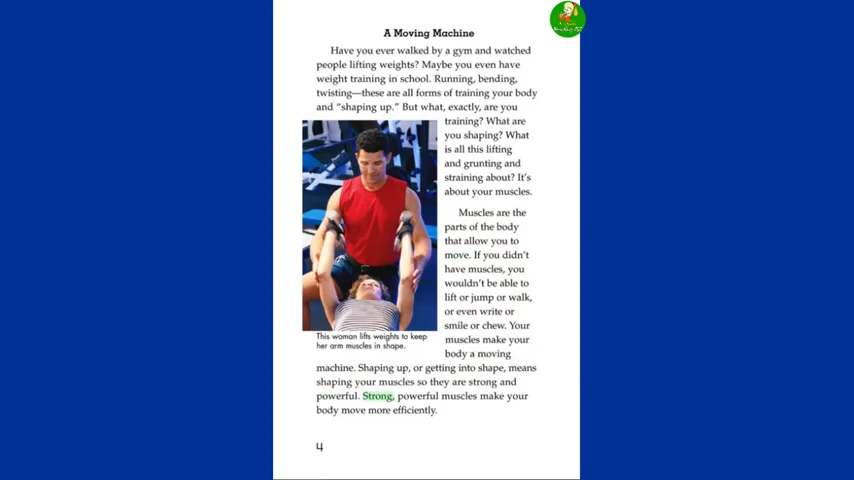 A Moving Machine
Have you ever walked by a gym and watched
people lifting weights? Maybe you even have
weight training in school. Running, bending,
twisting—these are all forms of training your body
and “shaping up.” But what, exactly, are you
training? What are
you shaping? What
is all this lifting
and grunting and
straining about? It’s
about your muscles.
Muscles are the
parts of the body
that allow you to
move. If you didn’t
have muscles, you
wouldn’t be able to
lift or jump or walk,
or even write or
smile or chew. Your
muscles make your
body a moving
machine. Shaping up, or getting into shape, means
shaping your muscles so they are strong and
powerful. Strong, powerful muscles make your
body move more efficiently.
This woman lifts weights to keep
her arm muscles in shape.
4